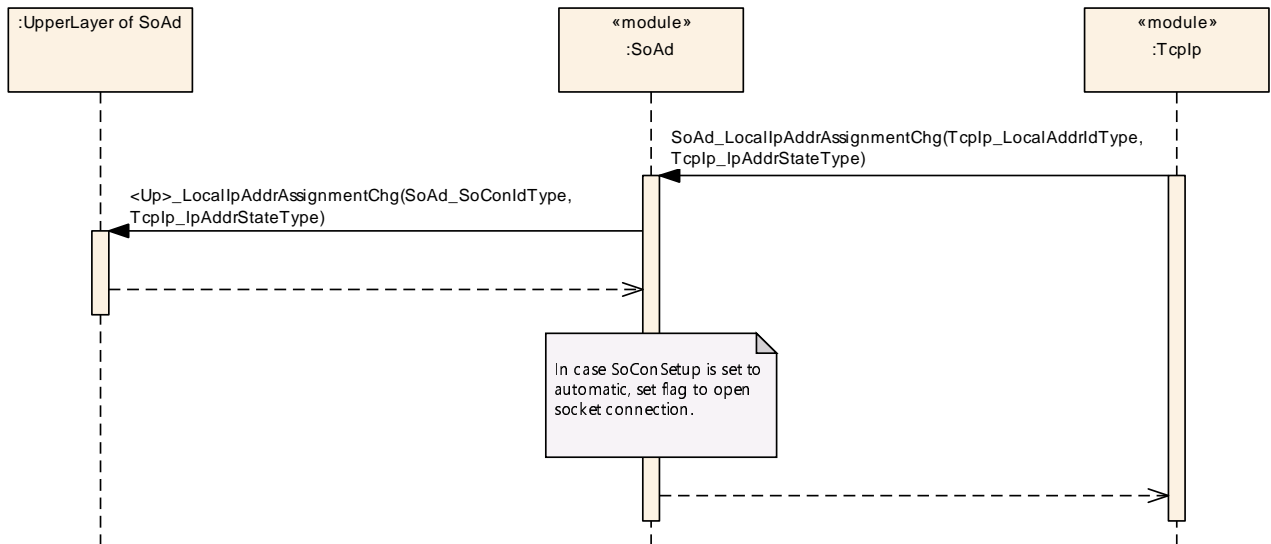 :UpperLayer of SoAd
«module»
:SoAd
«module»
:TcpIp
SoAd_LocalIpAddrAssignmentChg(TcpIp_LocalAddrIdType,
TcpIp_IpAddrStateType)
<Up>_LocalIpAddrAssignmentChg(SoAd_SoConIdType,
TcpIp_IpAddrStateType)
In case SoConSetup is set to
automatic, set flag to open
socket connection.